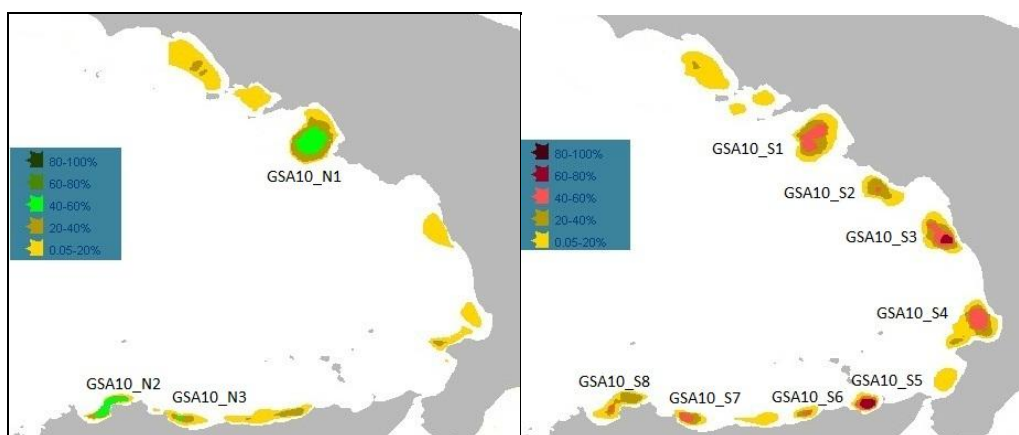 80-100%
60-80%
40-60%
20-40%
0.05-20%
GSA10_N1
GSA10_N2
GSA10_N3
80-100%
60-80%
40-60%
20-40%
0.05-20%
GSA10_S1
GSA10_S2
GSA10_S3
GSA10_S4
GSA10_S5
GSA10_S8
GSA10_S7
GSA10_S6